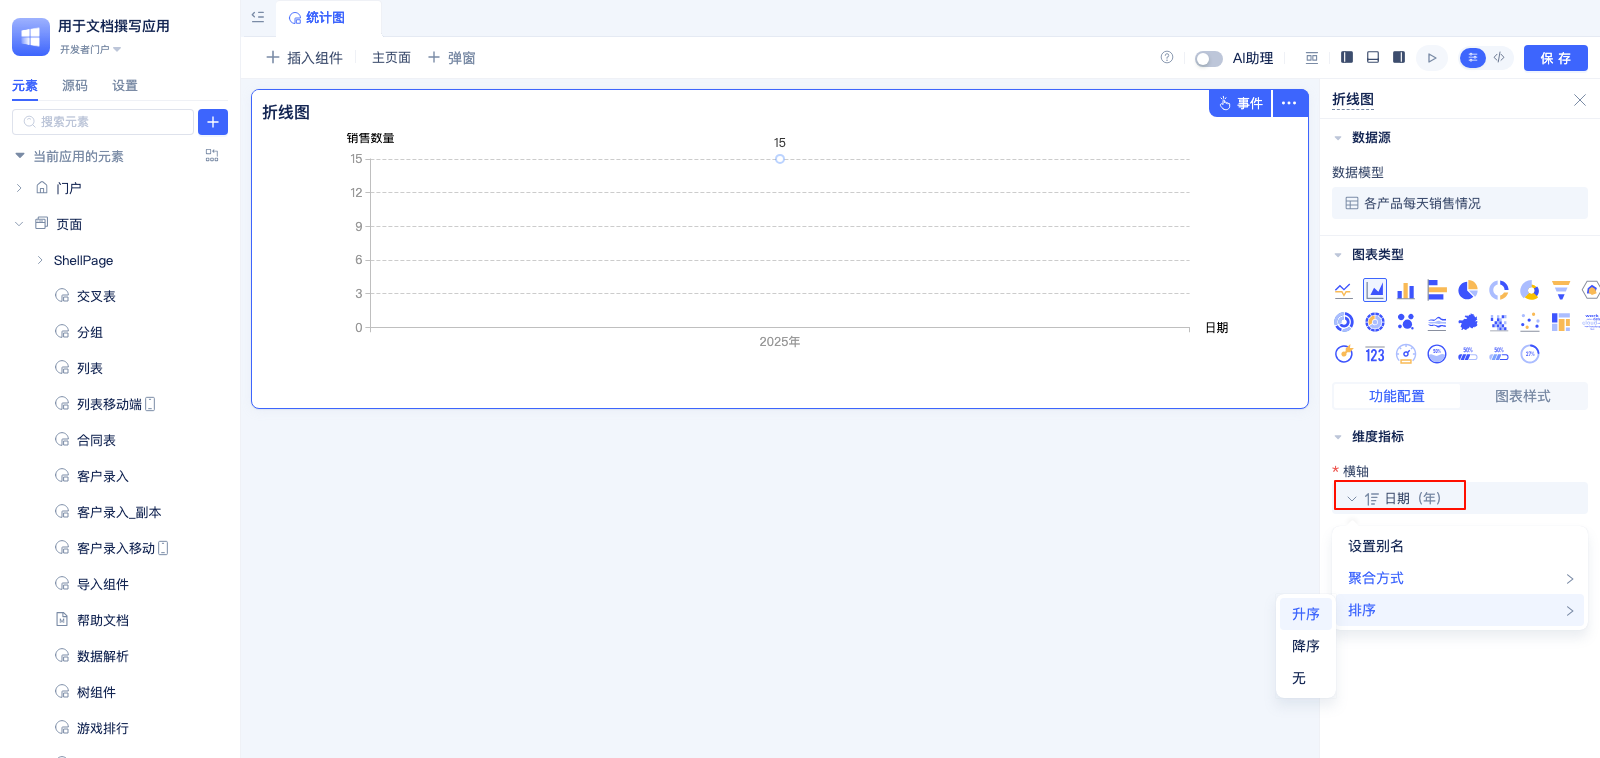 用于文档撰写应用
开发者门户
元素
源码
设置
搜索元素
当前应用的元素
门户
页面
ShellPage
交叉表
分组
列表
列表移动端
合同表
客户录入
客户录入_副本
客户录入移动
导入组件
帮助文档
数据解析
树组件
游戏排行
统计图
插入组件
主页面
弹窗
AI助理
保 存
折线图
事件
销售数量
15
15
12
9
6
3
0
日期
2025年
折线图
数据源
数据模型
各产品每天销售情况
图表类型
123
50%
50%
50%
37%
功能配置
图表样式
维度指标
* 横轴
日期（年）
设置别名
聚合方式
排序
升序
降序
无